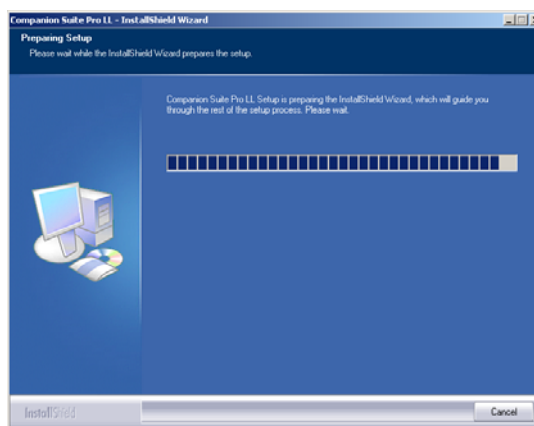 Companion Suite Pro LL - InstallShield Wizard
Preparing Setup
Please wait while the InstallShield Wizard prepares the setup.
Companion Suite Pro LL Setup is preparing the InstallShield Wizard, which will guide you
through the rest of the setup process. Please wait.
InstallShield
Cancel